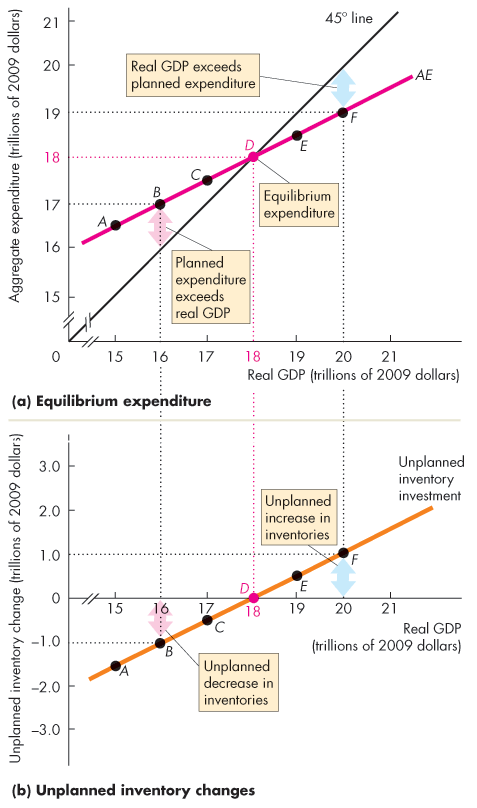 Aggregate expenditure (trillions of 2009 dollars)
21
20
19
18
17
16
15
0
45° line
Real GDP exceeds
planned expenditure
AE
A
B
C
D
E
F
Equilibrium
expenditure
Planned
expenditure
exceeds
real GDP
15
16
17
18
19
20
21
Real GDP (trillions of 2009 dollars)
(a) Equilibrium expenditure
Unplanned inventory change (trillions of 2009 dollars)
3.0
2.0
1.0
0
–1.0
–2.0
–3.0
Unplanned
inventory
investment
Unplanned
increase in
inventories
A
B
C
D
E
F
15
16
17
18
19
20
21
Real GDP
(trillions of 2009 dollars)
Unplanned
decrease in
inventories
(b) Unplanned inventory changes